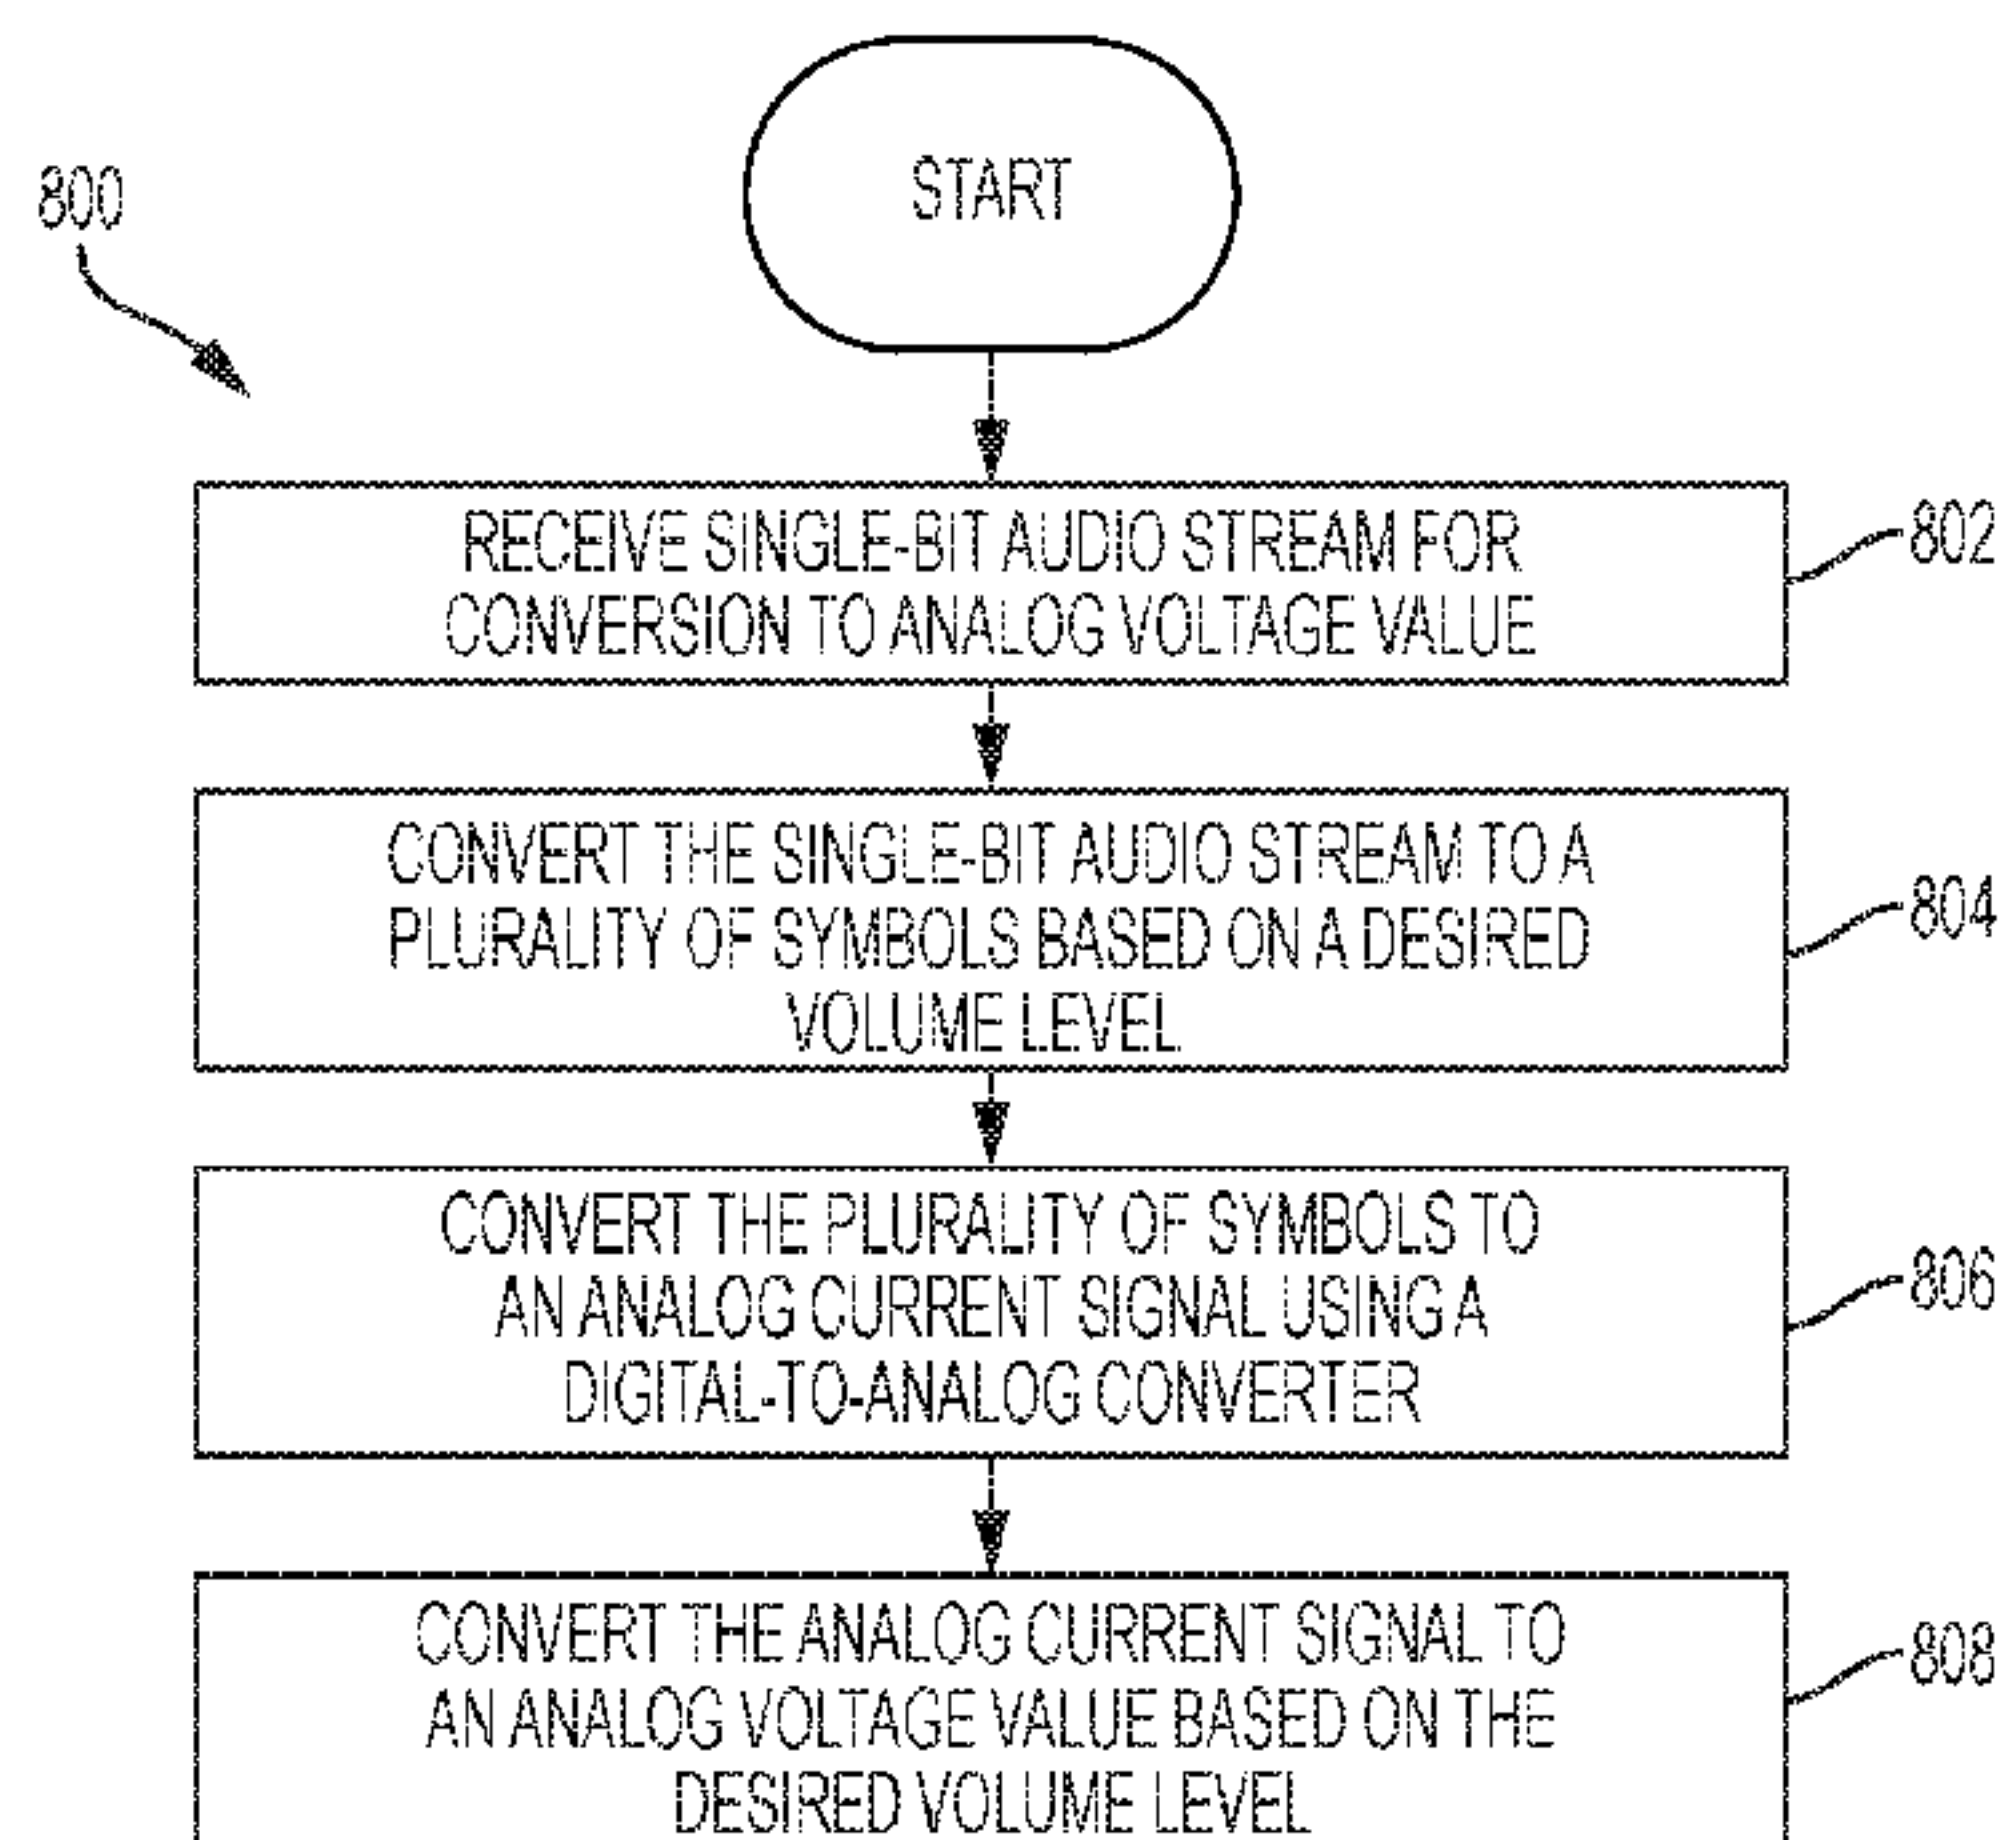 800
START
RECEIVE SINGLE-BIT AUDIO STREAM FOR
CONVERSION TO ANALOG VOLTAGE VALUE
802
CONVERT THE SINGLE-BIT AUDIO STREAM TO A
PLURALITY OF SYMBOLS BASED ON A DESIRED
VOLUME LEVEL
804
CONVERT THE PLURALITY OF SYMBOLS TO
AN ANALOG CURRENT SIGNAL USING A
DIGITAL-TO-ANALOG CONVERTER
806
CONVERT THE ANALOG CURRENT SIGNAL TO
AN ANALOG VOLTAGE VALUE BASED ON THE
DESIRED VOLUME LEVEL
808